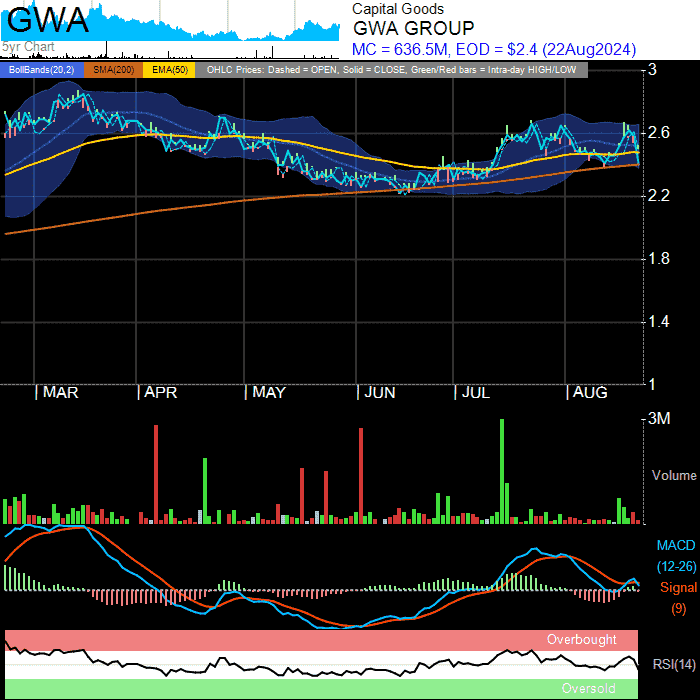 GWA
5yr Chart
Capital Goods
GWA GROUP
MC = 636.5M, EOD = $2.4 (22Aug2024)
BollBands(20,2) SMA(200) EMA(50) OHLC Prices: Dashed = OPEN, Solid = CLOSE, Green/Red bars = Intra-day HIGH/LOW
3
2.6
2.2
1.8
1.4
1
MAR APR MAY JUN JUL AUG
3M
Volume
MACD
(12-26)
Signal
(9)
Overbought
RSI(14)
Oversold